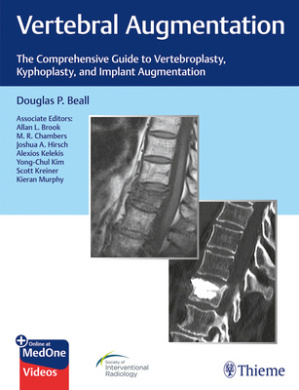 Vertebral Augmentation
The Comprehensive Guide to Vertebroplasty,
Kyphoplasty, and Implant Augmentation
Douglas P. Beall
Associate Editors:
Allan L. Brook
M. R. Chambers
Joshua A. Hirsch
Alexios Kelekis
Yong-Chul Kim
Scott Kreiner
Kieran Murphy
+ Online at
MedOne
Videos
Society of
Interventional
Radiology
Thieme